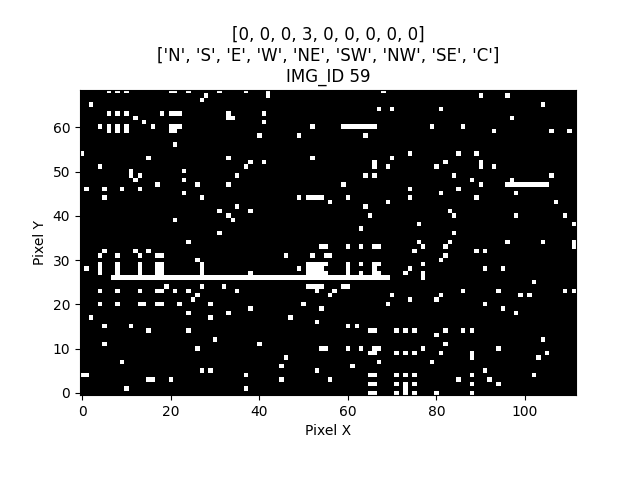 [0, 0, 0, 3, 0, 0, 0, 0, 0]
['N', 'S', 'E', 'W', 'NE', 'SW', 'NW', 'SE', 'C']
IMG_ID 59
Pixel Y
60
50
40
30
20
10
0
0 20 40 60 80 100
Pixel X